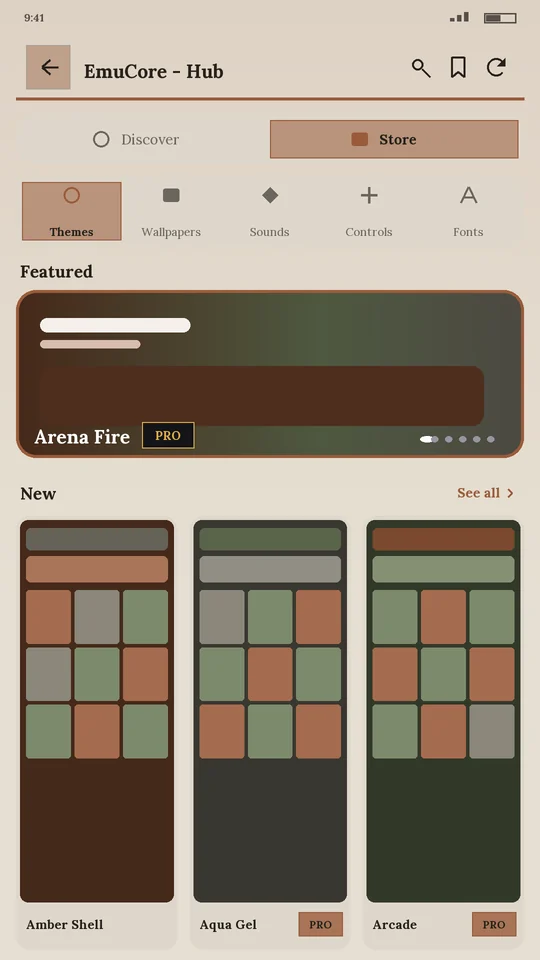 9:41
EmuCore - Hub
Discover
Store
Themes
Wallpapers
Sounds
Controls
Fonts
Featured
Arena Fire
PRO
New
See all
Amber Shell
Aqua Gel
PRO
Arcade
PRO